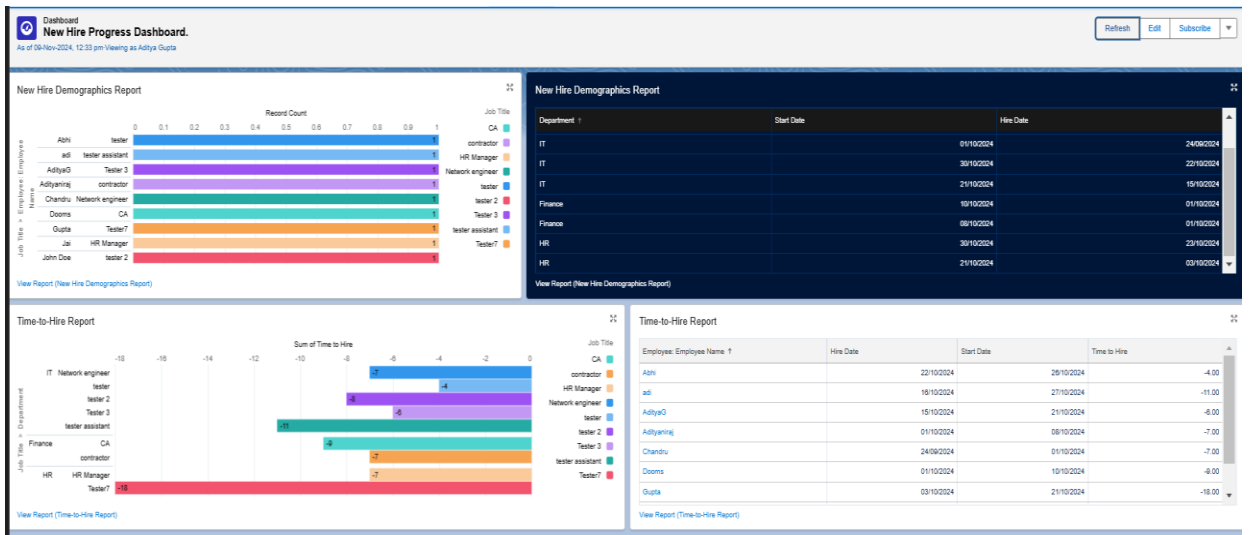 Dashboard
New Hire Progress Dashboard.
As of 09-Nov-2024, 12:33 pm·Viewing as Aditya Gupta
Refresh Edit Subscribe
New Hire Demographics Report
Record Count
0 0.1 0.2 0.3 0.4 0.5 0.6 0.7 0.8 0.9 1
Job Title > Employee: Employee Name
Abhi tester 1
adi tester assistant 1
AdityaG Tester 3 1
Adityaniraj contractor 1
Chandru Network engineer 1
Dooms CA 1
Gupta Tester7 1
Jai HR Manager 1
John Doe tester 2 1
Job Title
CA
contractor
HR Manager
Network engineer
tester
tester 2
Tester 3
tester assistant
Tester7
View Report (New Hire Demographics Report)
New Hire Demographics Report
Department ↑ Start Date Hire Date
IT 01/10/2024 24/09/2024
IT 30/10/2024 22/10/2024
IT 21/10/2024 15/10/2024
Finance 10/10/2024 01/10/2024
Finance 08/10/2024 01/10/2024
HR 30/10/2024 23/10/2024
HR 21/10/2024 03/10/2024
View Report (New Hire Demographics Report)
Time-to-Hire Report
Sum of Time to Hire
-18 -16 -14 -12 -10 -8 -6 -4 -2 0
Job Title > Department
IT Network engineer -7
tester -4
tester 2 -8
Tester 3 -6
tester assistant -11
Finance CA -9
contractor -7
HR HR Manager -7
Tester7 -18
Job Title
CA
contractor
HR Manager
Network engineer
tester
tester 2
Tester 3
tester assistant
Tester7
View Report (Time-to-Hire Report)
Time-to-Hire Report
Employee: Employee Name ↑ Hire Date Start Date Time to Hire
Abhi 22/10/2024 26/10/2024 -4.00
adi 16/10/2024 27/10/2024 -11.00
AdityaG 15/10/2024 21/10/2024 -6.00
Adityaniraj 01/10/2024 08/10/2024 -7.00
Chandru 24/09/2024 01/10/2024 -7.00
Dooms 01/10/2024 10/10/2024 -9.00
Gupta 03/10/2024 21/10/2024 -18.00
View Report (Time-to-Hire Report)